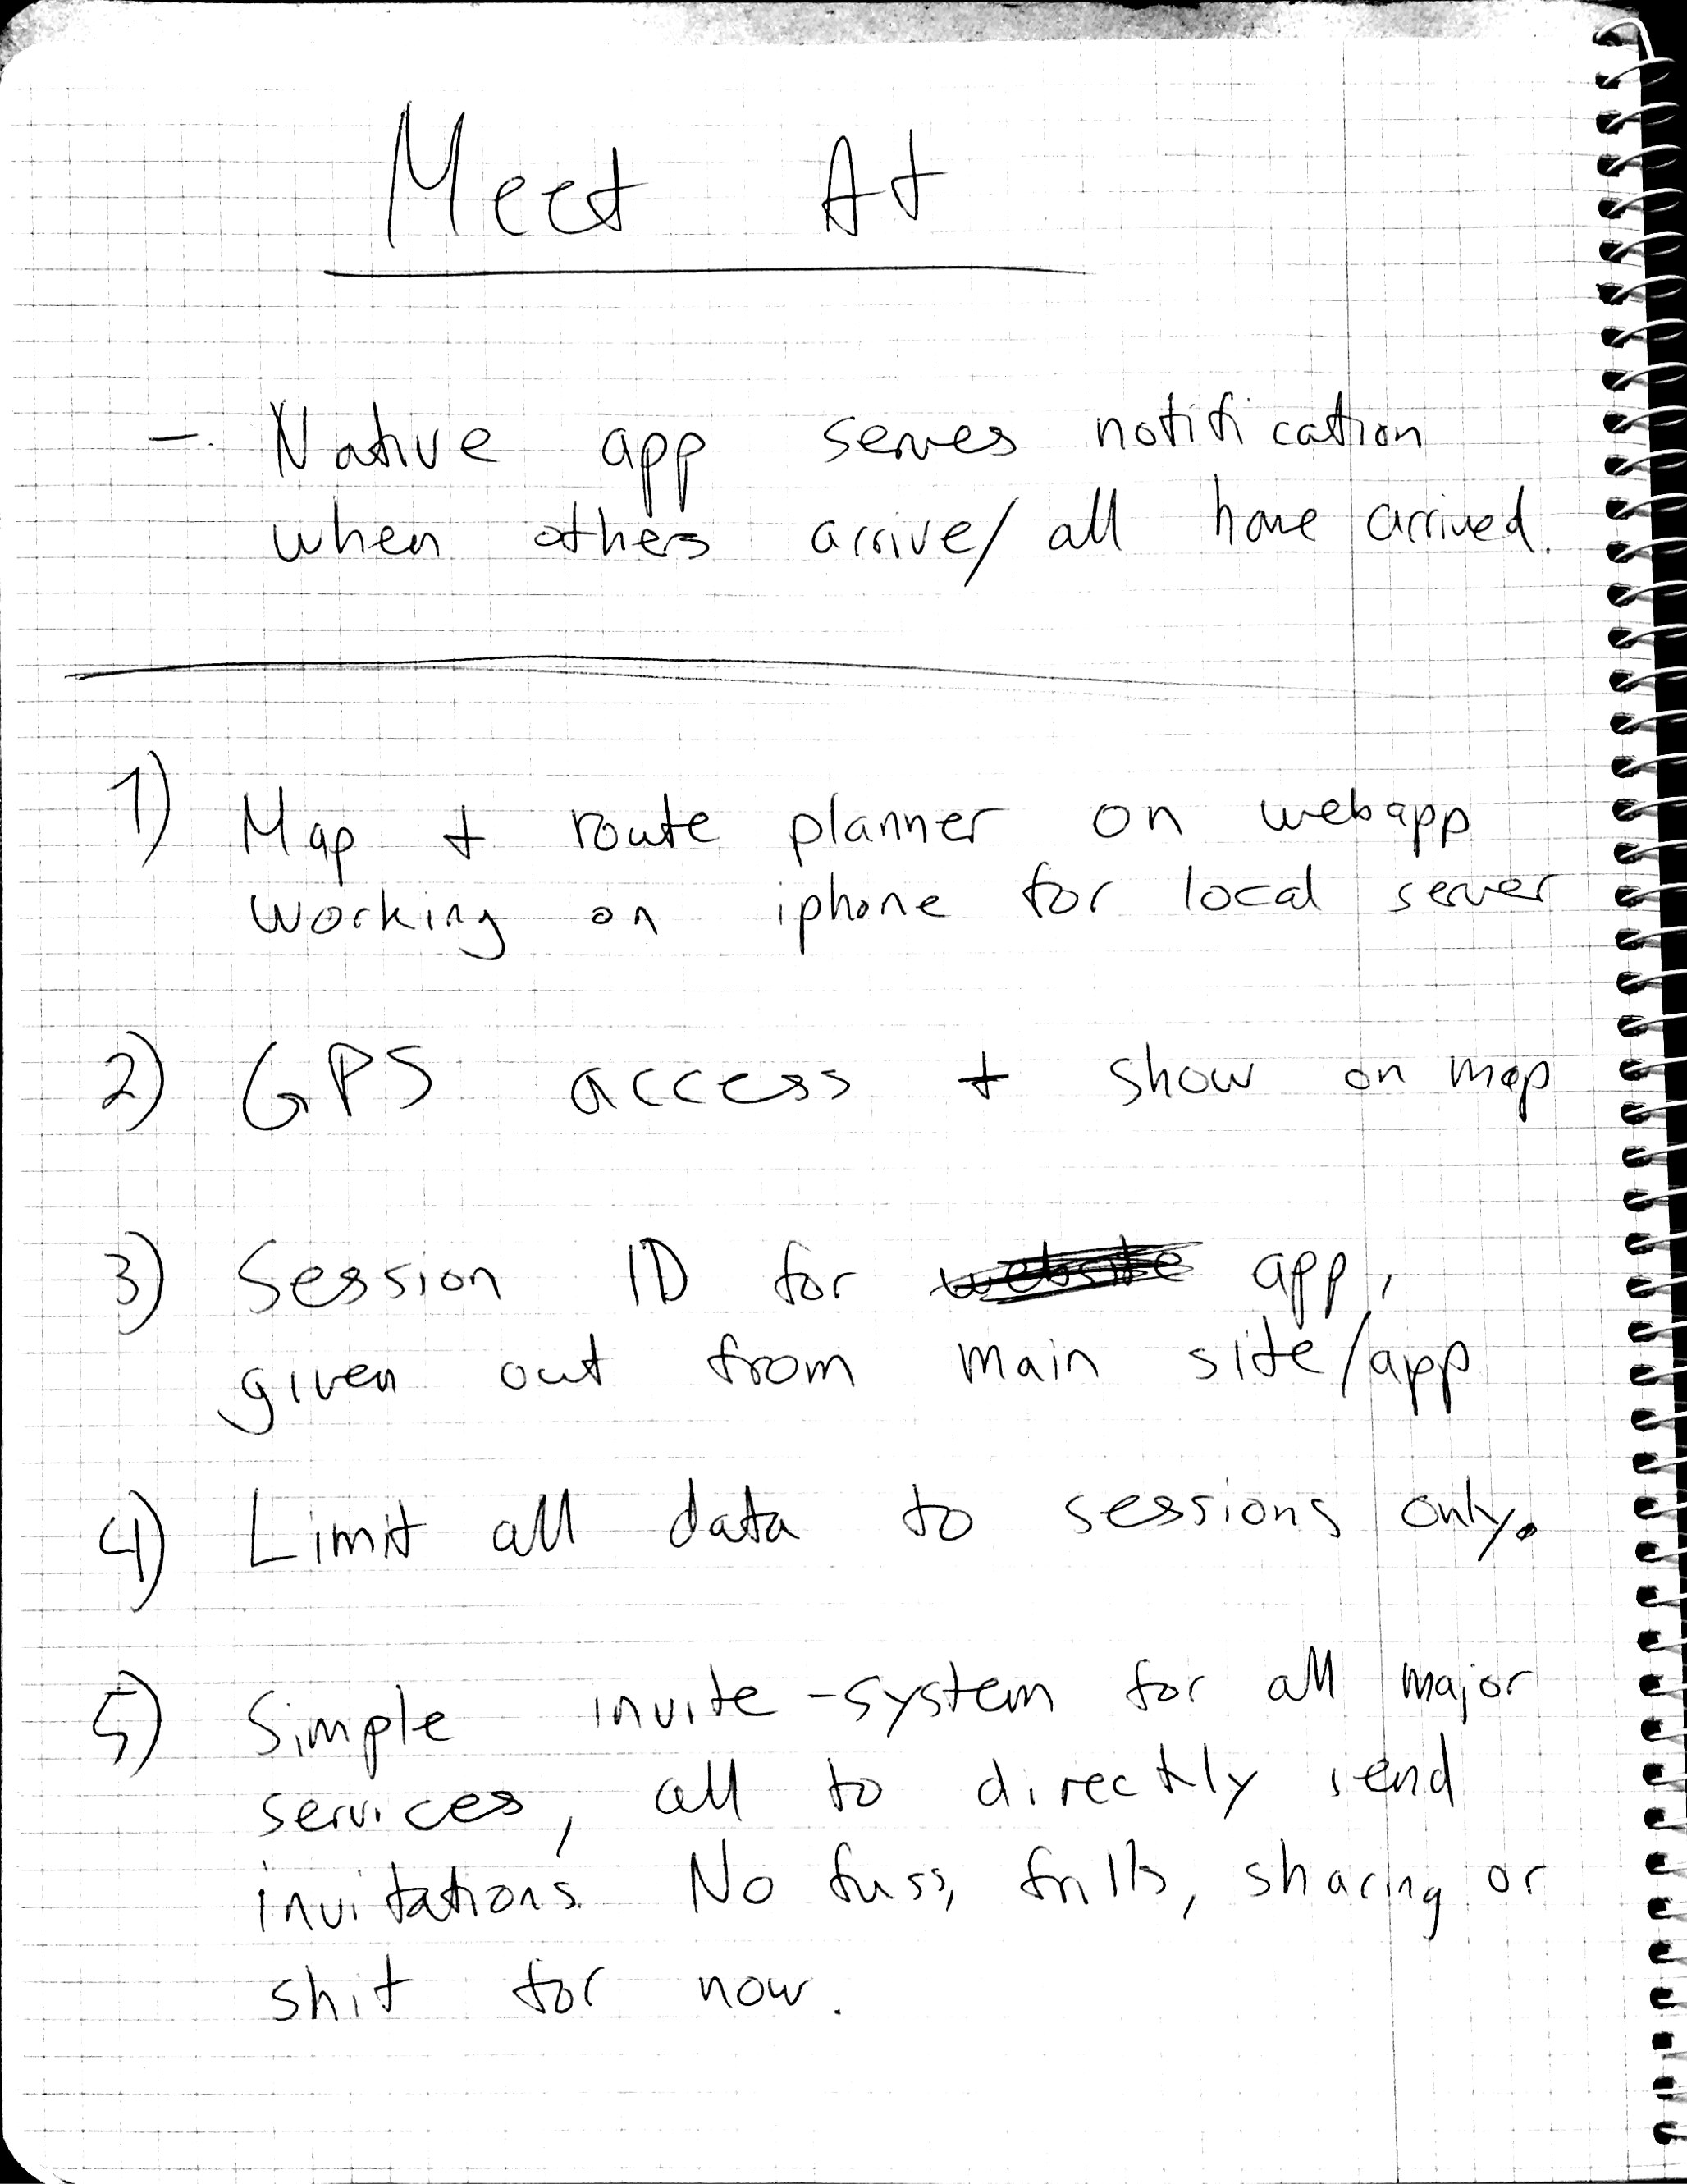 Meet At
- Native app serves notification
when others arrive/ all have arrived.
1) Map + route planner on webapp
working on iphone for local server
2) GPS access + show on map
3) Session ID for website app,
given out from main site/app
4) Limit all data to sessions only.
5) Simple invite-system for all major
services, all to directly send
invitations. No fuss, frills, sharing or
shit for now.